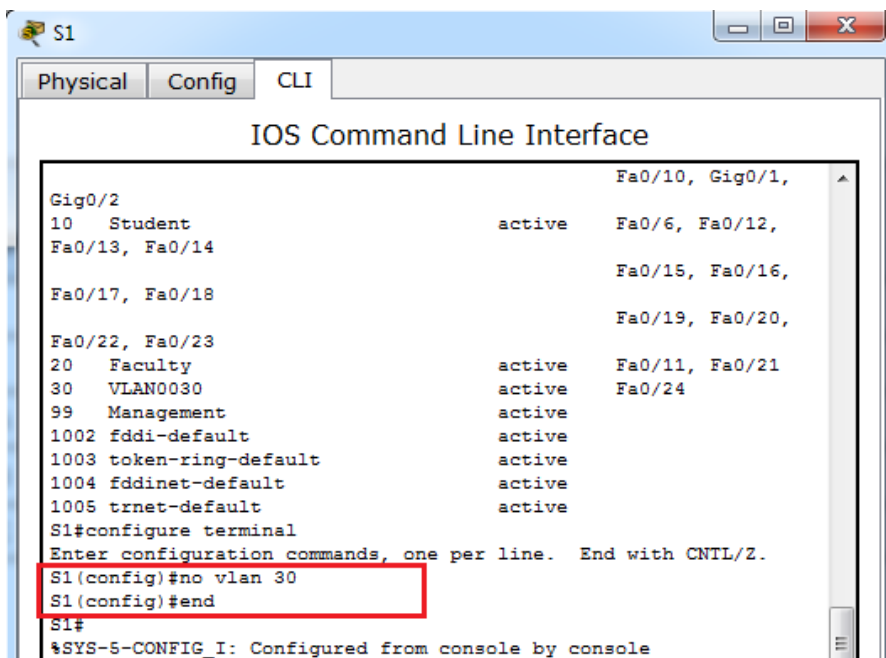 S1
Physical Config CLI
IOS Command Line Interface
Fa0/10, Gig0/1,
Gig0/2
10   Student                          active    Fa0/6, Fa0/12,
Fa0/13, Fa0/14
Fa0/15, Fa0/16,
Fa0/17, Fa0/18
Fa0/19, Fa0/20,
Fa0/22, Fa0/23
20   Faculty                          active    Fa0/11, Fa0/21
30   VLAN0030                         active    Fa0/24
99   Management                       active
1002 fddi-default                     active
1003 token-ring-default               active
1004 fddinet-default                  active
1005 trnet-default                    active
S1#configure terminal
Enter configuration commands, one per line.  End with CNTL/Z.
S1(config)#no vlan 30
S1(config)#end
S1#
%SYS-5-CONFIG_I: Configured from console by console